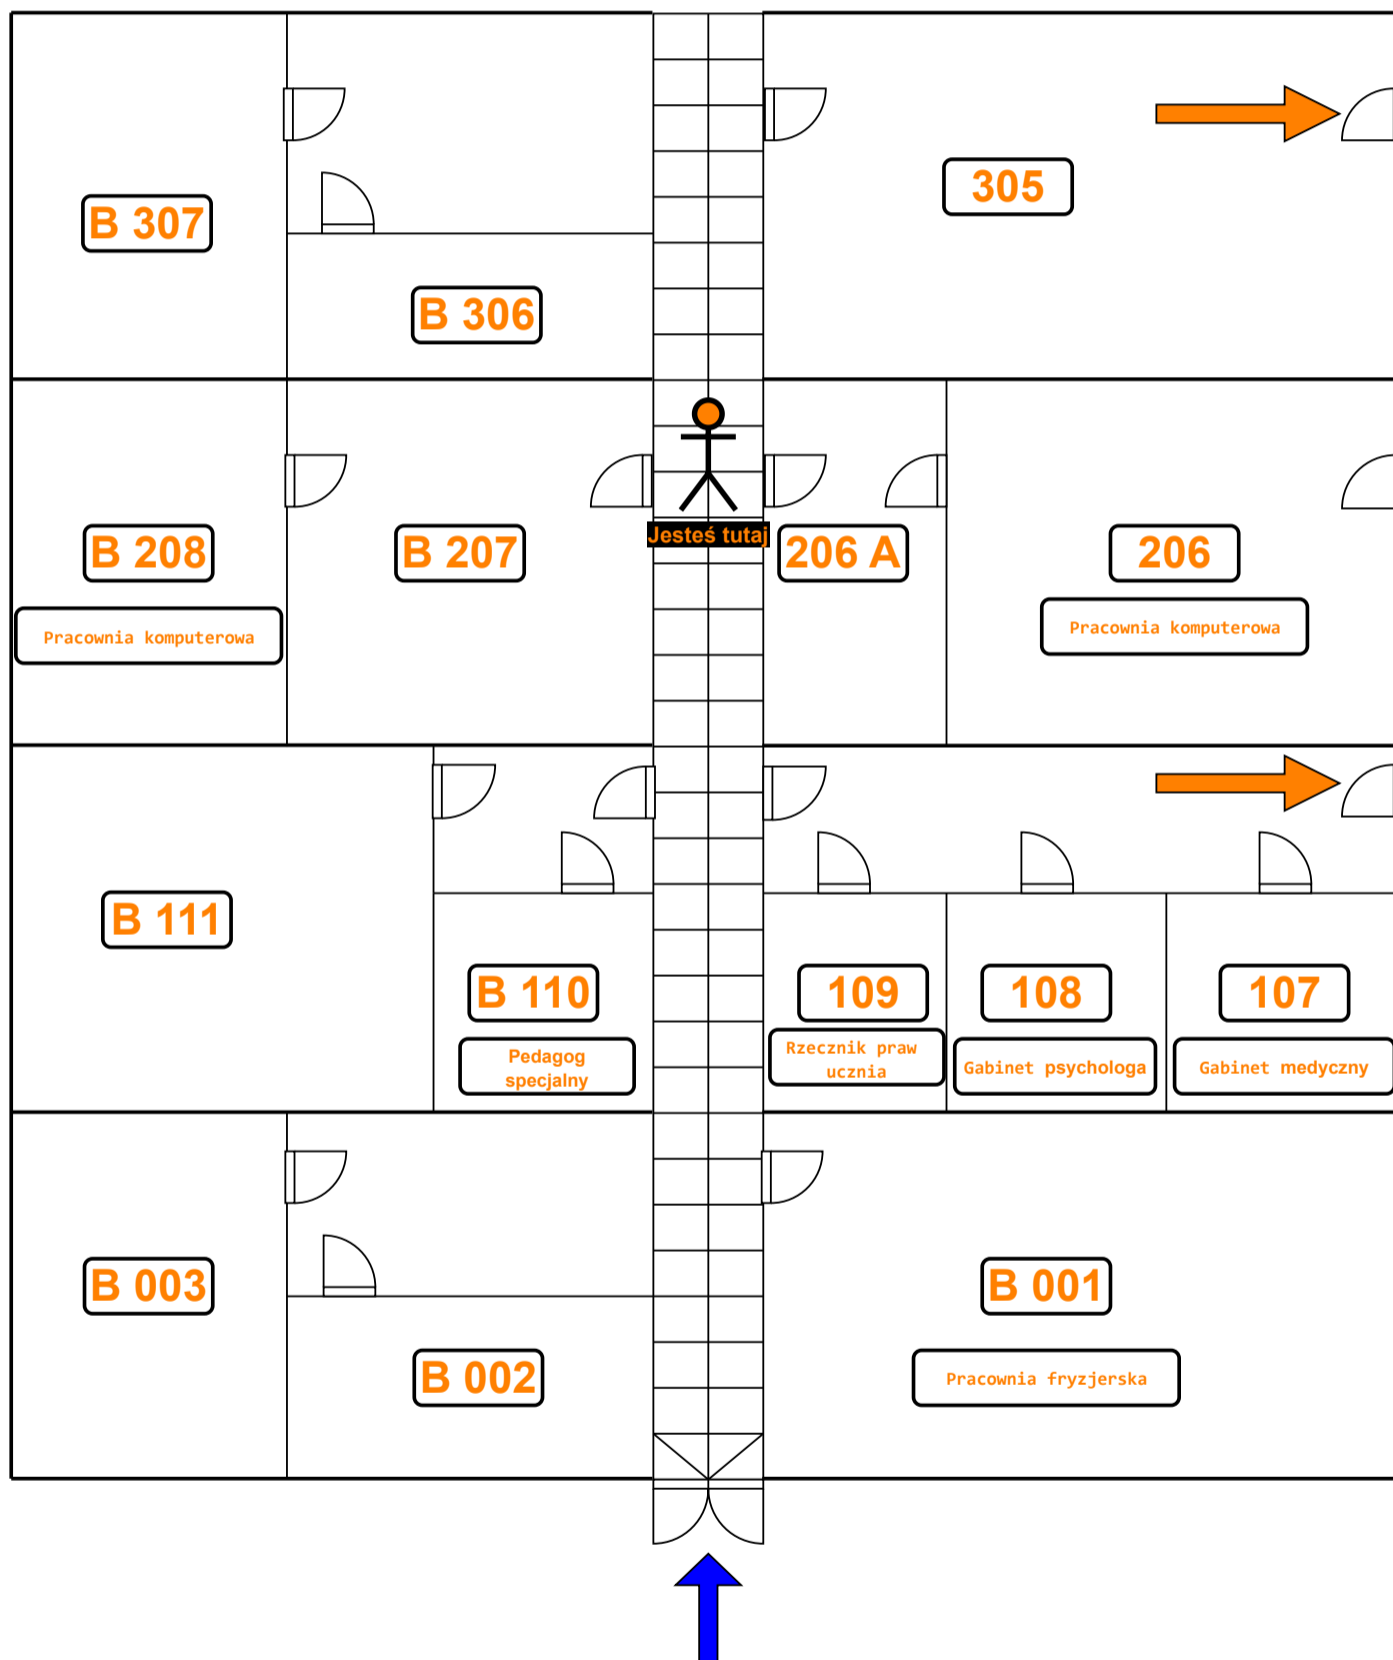 305
B 307
B 306
Jesteś tutaj
B 208
B 207
206 A
206
Pracownia komputerowa
Pracownia komputerowa
B 111
B 110
109
108
107
Pedagog
specjalny
Rzecznik praw
ucznia
Gabinet psychologa
Gabinet medyczny
B 003
B 001
B 002
Pracownia fryzjerska